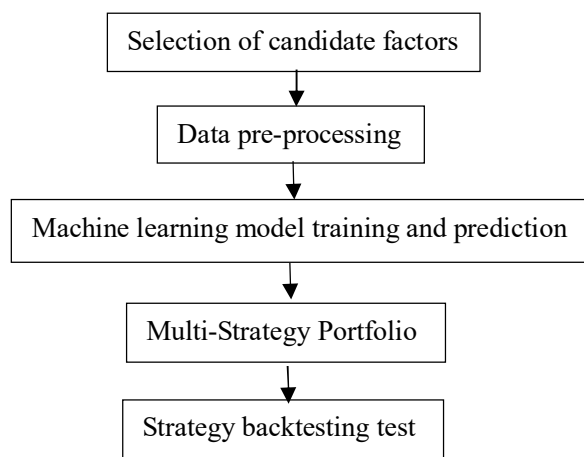 Selection of candidate factors
Data pre-processing
Machine learning model training and prediction
Multi-Strategy Portfolio
Strategy backtesting test